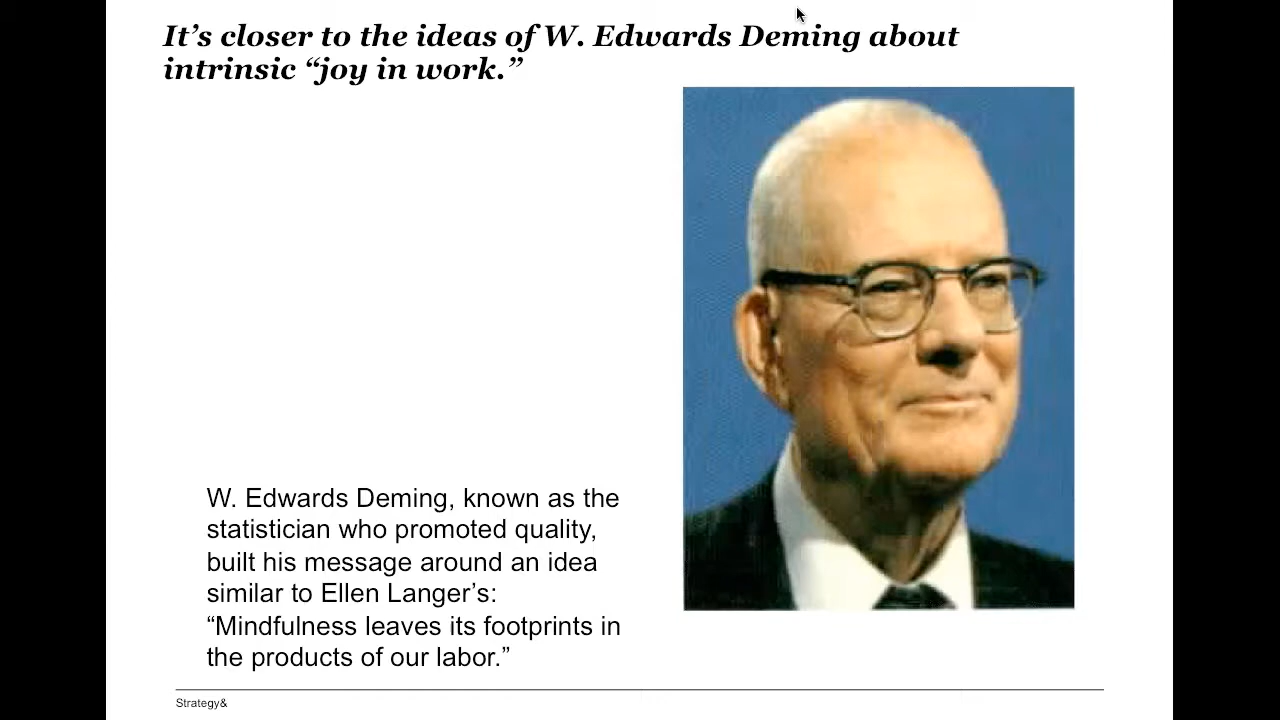 It’s closer to the ideas of W. Edwards Deming about
intrinsic “joy in work.”
W. Edwards Deming, known as the
statistician who promoted quality,
built his message around an idea
similar to Ellen Langer’s:
“Mindfulness leaves its footprints in
the products of our labor.”
Strategy&